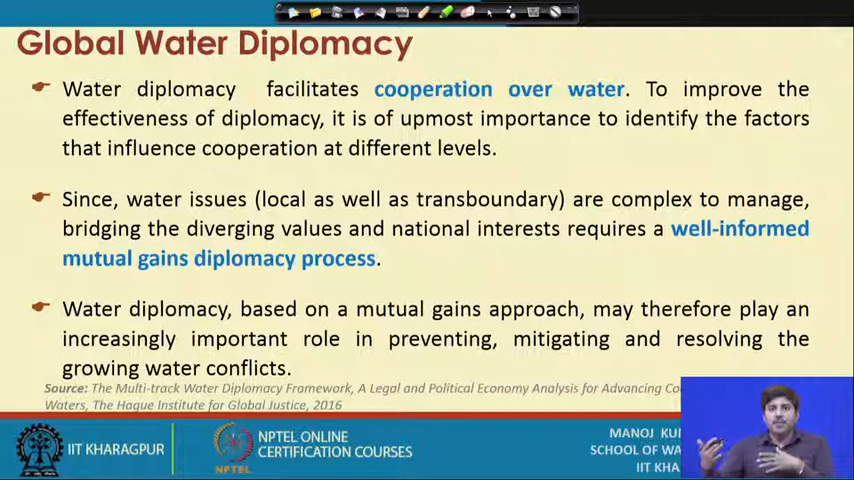 Global Water Diplomacy
Water diplomacy facilitates cooperation over water. To improve the
effectiveness of diplomacy, it is of upmost importance to identify the factors
that influence cooperation at different levels.
Since, water issues (local as well as transboundary) are complex to manage,
bridging the diverging values and national interests requires a well-informed
mutual gains diplomacy process.
Water diplomacy, based on a mutual gains approach, may therefore play an
increasingly important role in preventing, mitigating and resolving the
growing water conflicts.
Source: The Multi-track Water Diplomacy Framework, A Legal and Political Economy Analysis for Advancing
Waters, The Hague Institute for Global Justice, 2016
IIT KHARAGPUR
NPTEL
NPTEL ONLINE
CERTIFICATION COURSES
MANOJ
SCHOOL OF
IIT